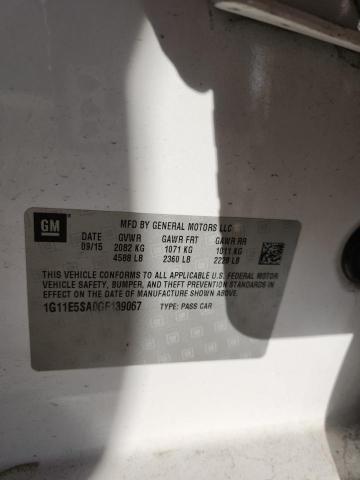 GM
MFD BY GENERAL MOTORS LLC
DATE GVWR GAWR FRT GAWR RR
09/15 2082 KG 1071 KG 1011 KG
4588 LB 2360 LB 2228 LB
THIS VEHICLE CONFORMS TO ALL APPLICABLE U.S. FEDERAL MOTOR
VEHICLE SAFETY, BUMPER, AND THEFT PREVENTION STANDARDS
IN EFFECT ON THE DATE OF MANUFACTURE SHOWN ABOVE.
1G11E5SA0GF139067 TYPE: PASS CAR